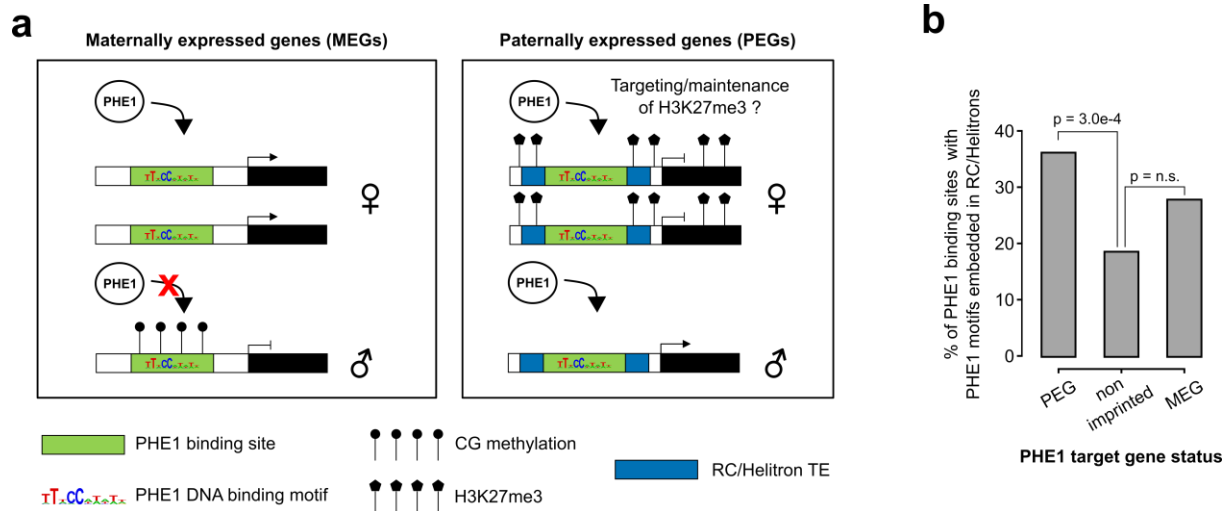 a
Maternally expressed genes (MEGs)
PHE1
TTxCC
♀
PHE1
X
TTxCC
♂
Paternally expressed genes (PEGs)
PHE1
Targeting/maintenance
of H3K27me3 ?
♀
PHE1
♂
PHE1 binding site
PHE1 DNA binding motif
CG methylation
H3K27me3
RC/Helitron TE
b
% of PHE1 binding sites with
PHE1 motifs embedded in RC/Helitrons
40
30
20
10
0
p = 3.0e-4
p = n.s.
PEG
non
imprinted
MEG
PHE1 target gene status